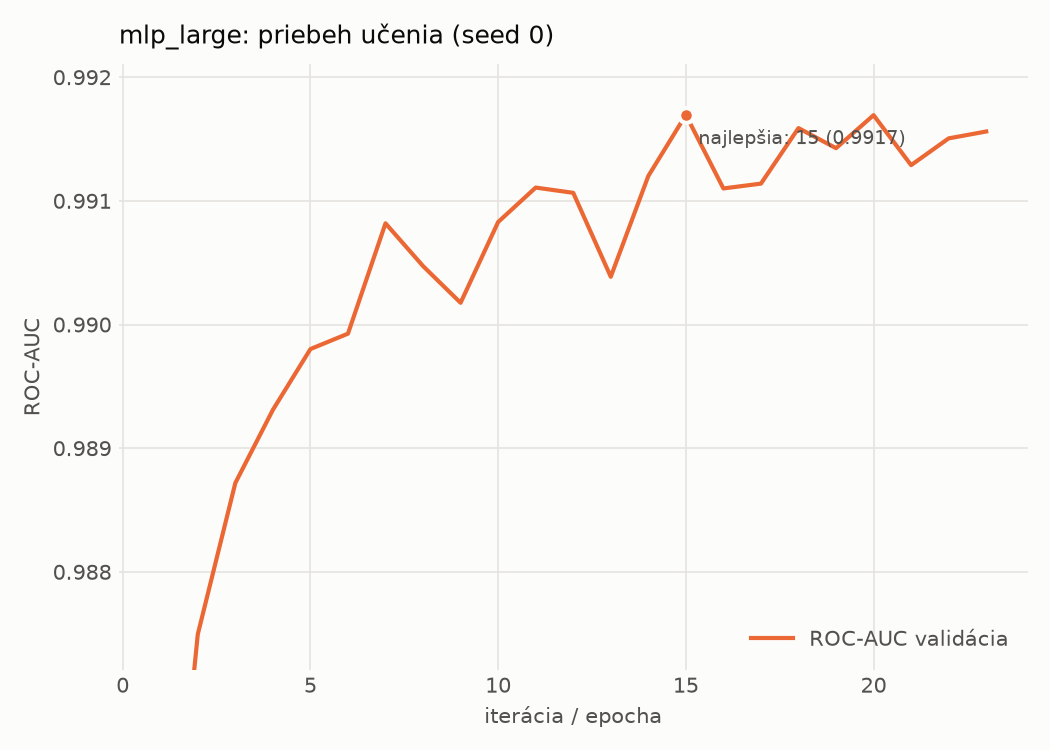 mlp_large: priebeh učenia (seed 0)
0.992
0.991
0.990
0.989
0.988
ROC-AUC
najlepšia: 15 (0.9917)
ROC-AUC validácia
0 5 10 15 20
iterácia / epocha